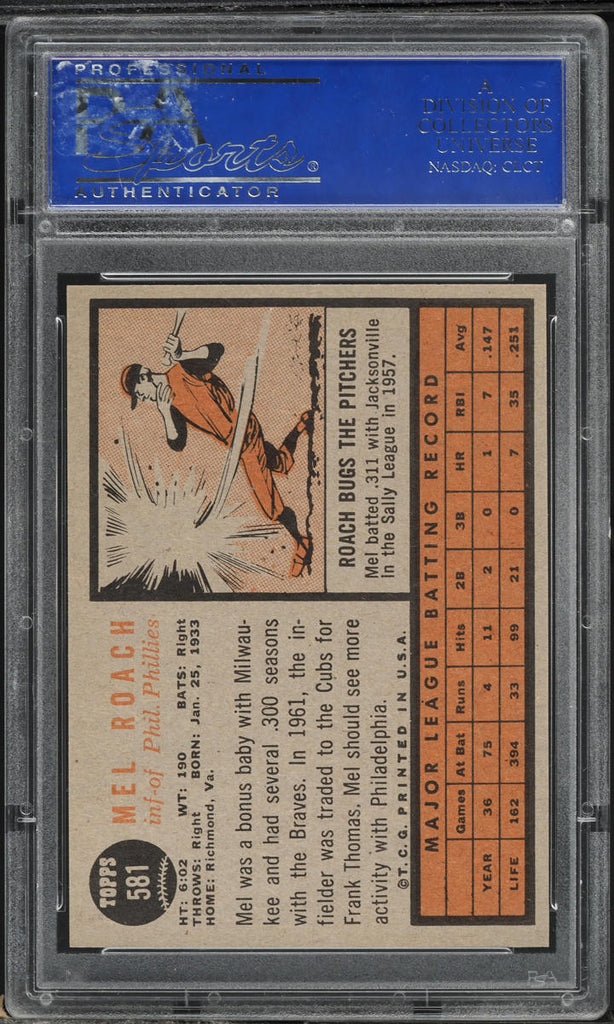 PROFESSIONAL
PSA
Sports®
AUTHENTICATOR
A
DIVISION OF
COLLECTORS
UNIVERSE
NASDAQ: CLCT
TOPPS
581
MEL ROACH
inf-of Phil. Phillies
HT: 6:02 WT: 190 BATS: Right
THROWS: Right BORN: Jan. 25, 1933
HOME: Richmond, Va.
Mel was a bonus baby with Milwau-
kee and had several .300 seasons
with the Braves. In 1961, the in-
fielder was traded to the Cubs for
Frank Thomas. Mel should see more
activity with Philadelphia.
©T.C.G. PRINTED IN U.S.A.
ROACH BUGS THE PITCHERS
Mel batted .311 with Jacksonville
in the Sally League in 1957.
MAJOR LEAGUE BATTING RECORD
Games At Bat Runs Hits 2B 3B HR RBI Avg
YEAR 36 75 4 11 2 0 1 7 .147
LIFE 162 394 33 99 21 0 7 35 .251
PSA